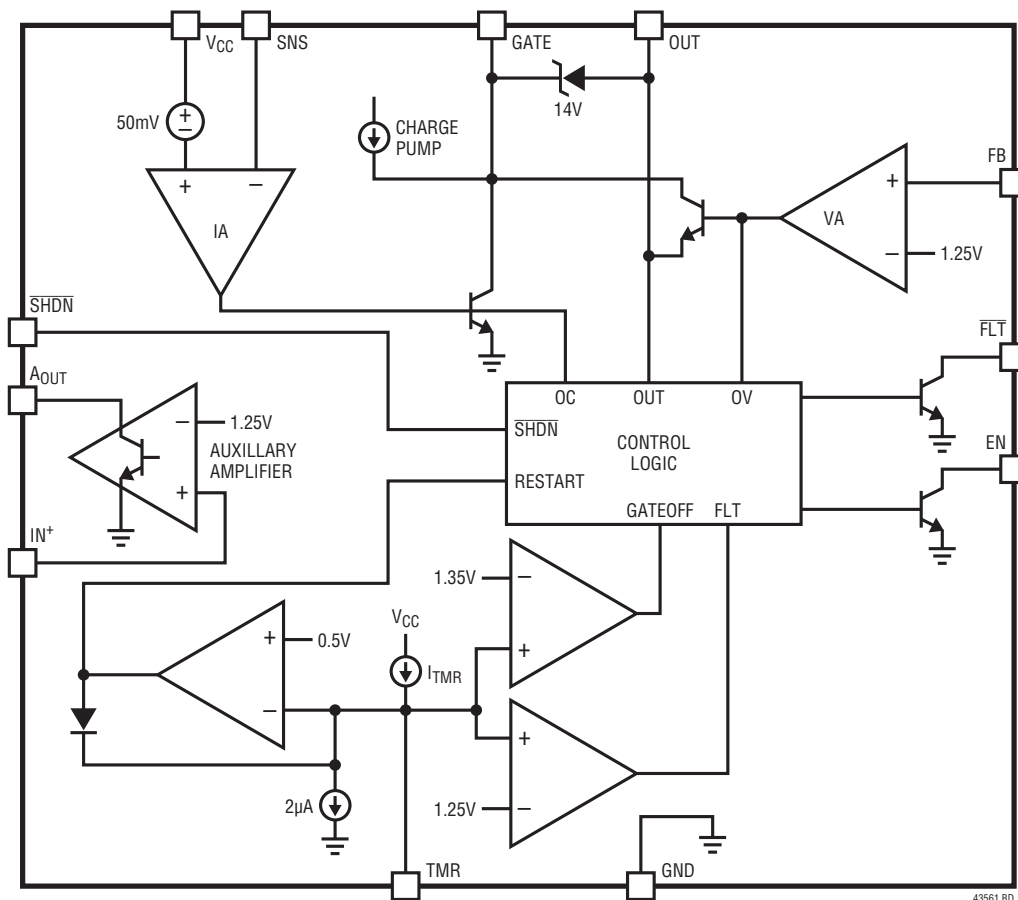 VCC
SNS
GATE
OUT
50mV
14V
CHARGE
PUMP
FB
+
−
+
−
+
IA
VA
−
1.25V
SHDN
FLT
AOUT
OC
OUT
OV
−
1.25V
SHDN
CONTROL
LOGIC
AUXILLARY
AMPLIFIER
EN
+
RESTART
GATEOFF
FLT
IN+
1.35V
−
VCC
+
0.5V
+
ITMR
−
+
2µA
1.25V
−
TMR
GND
43561 BD